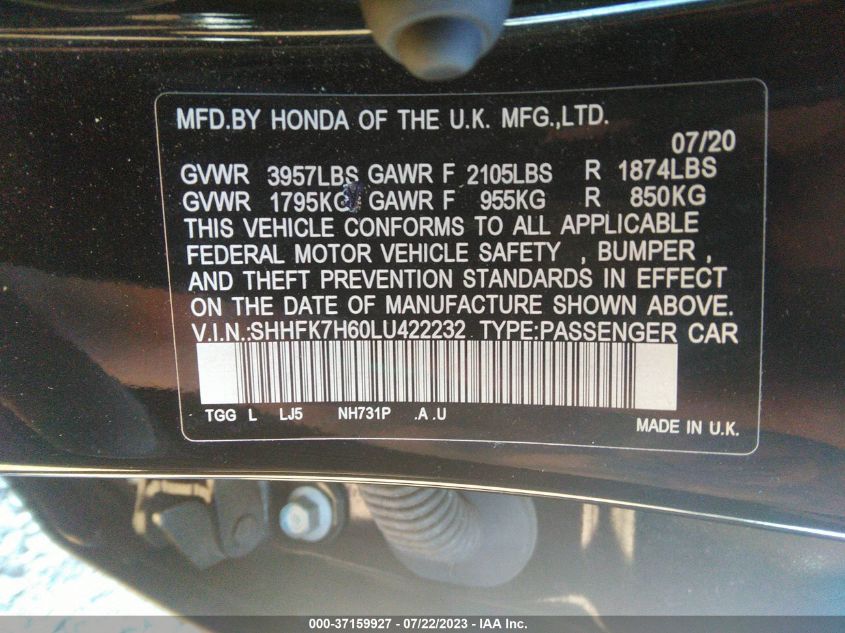 MFD.BY HONDA OF THE U.K. MFG.,LTD.
07/20
GVWR 3957LBS GAWR F 2105LBS R 1874LBS
GVWR 1795KG GAWR F 955KG R 850KG
THIS VEHICLE CONFORMS TO ALL APPLICABLE
FEDERAL MOTOR VEHICLE SAFETY , BUMPER ,
AND THEFT PREVENTION STANDARDS IN EFFECT
ON THE DATE OF MANUFACTURE SHOWN ABOVE.
V.I.N.:SHHFK7H60LU422232 TYPE:PASSENGER CAR
TGG L LJ5 NH731P .A .U
MADE IN U.K.
000-37159927 - 07/22/2023 - IAA Inc.